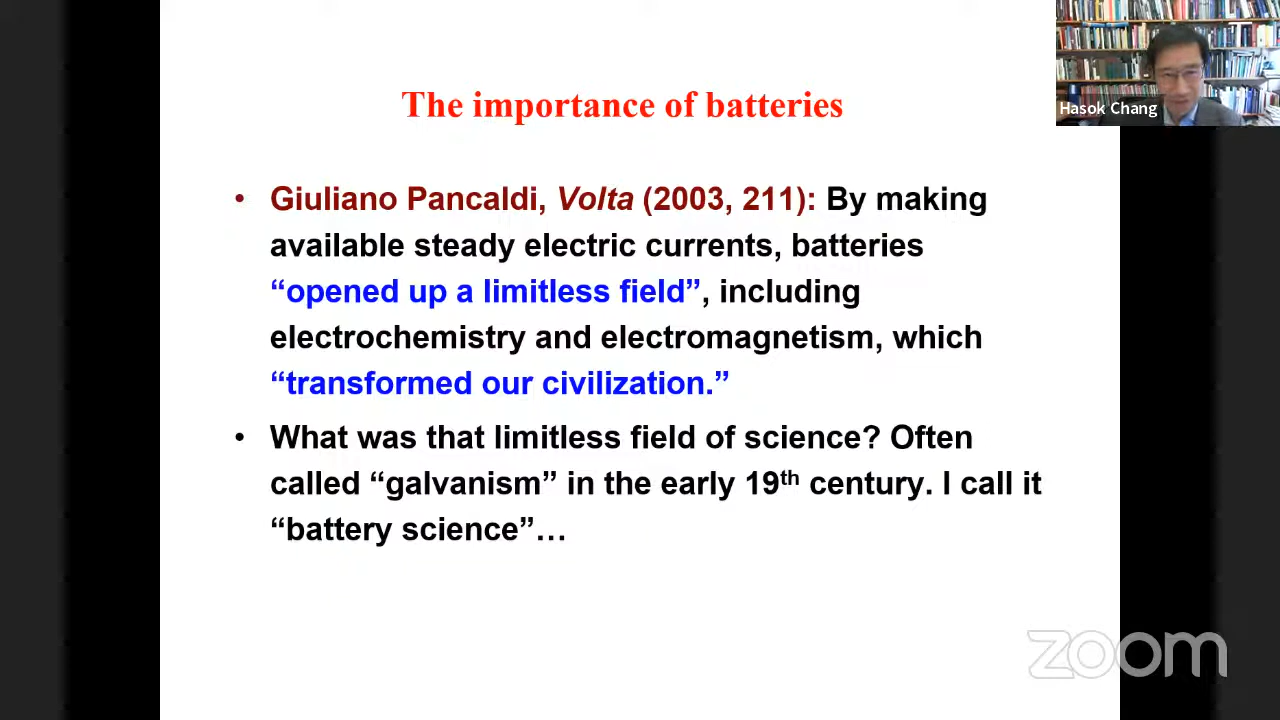 The importance of batteries
Hasok Chang
• Giuliano Pancaldi, Volta (2003, 211): By making
available steady electric currents, batteries
“opened up a limitless field”, including
electrochemistry and electromagnetism, which
“transformed our civilization.”
• What was that limitless field of science? Often
called “galvanism” in the early 19th century. I call it
“battery science”…
zoom